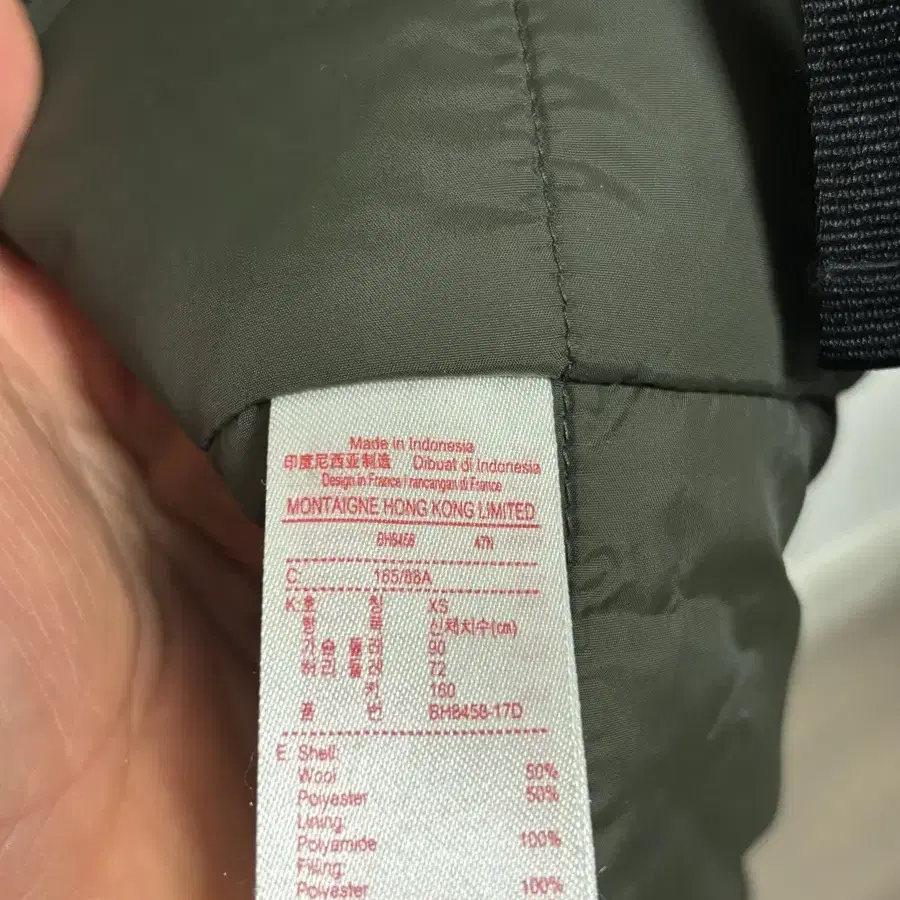 Made in Indonesia
印度尼西亚制造 Dibuat di Indonesia
Design in France / rancangan di France
MONTAIGNE HONG KONG LIMITED
BH8458 47N
C: 165/88A
K: 호 칭 XS
항 목 신체치수(cm)
가 슴 둘 레 90
허 리 둘 레 72
키 160
품 번 BH8458-17D
E: Shell:
Wool 50%
Polyester 50%
Lining:
Polyamide 100%
Filling:
Polyester 100%